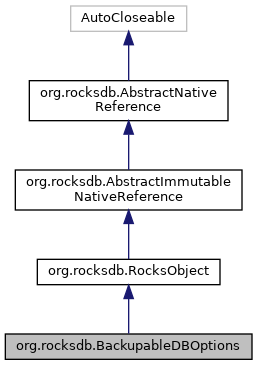 AutoCloseable
org.rocksdb.AbstractNative
Reference
org.rocksdb.AbstractImmutable
NativeReference
org.rocksdb.RocksObject
org.rocksdb.BackupableDBOptions